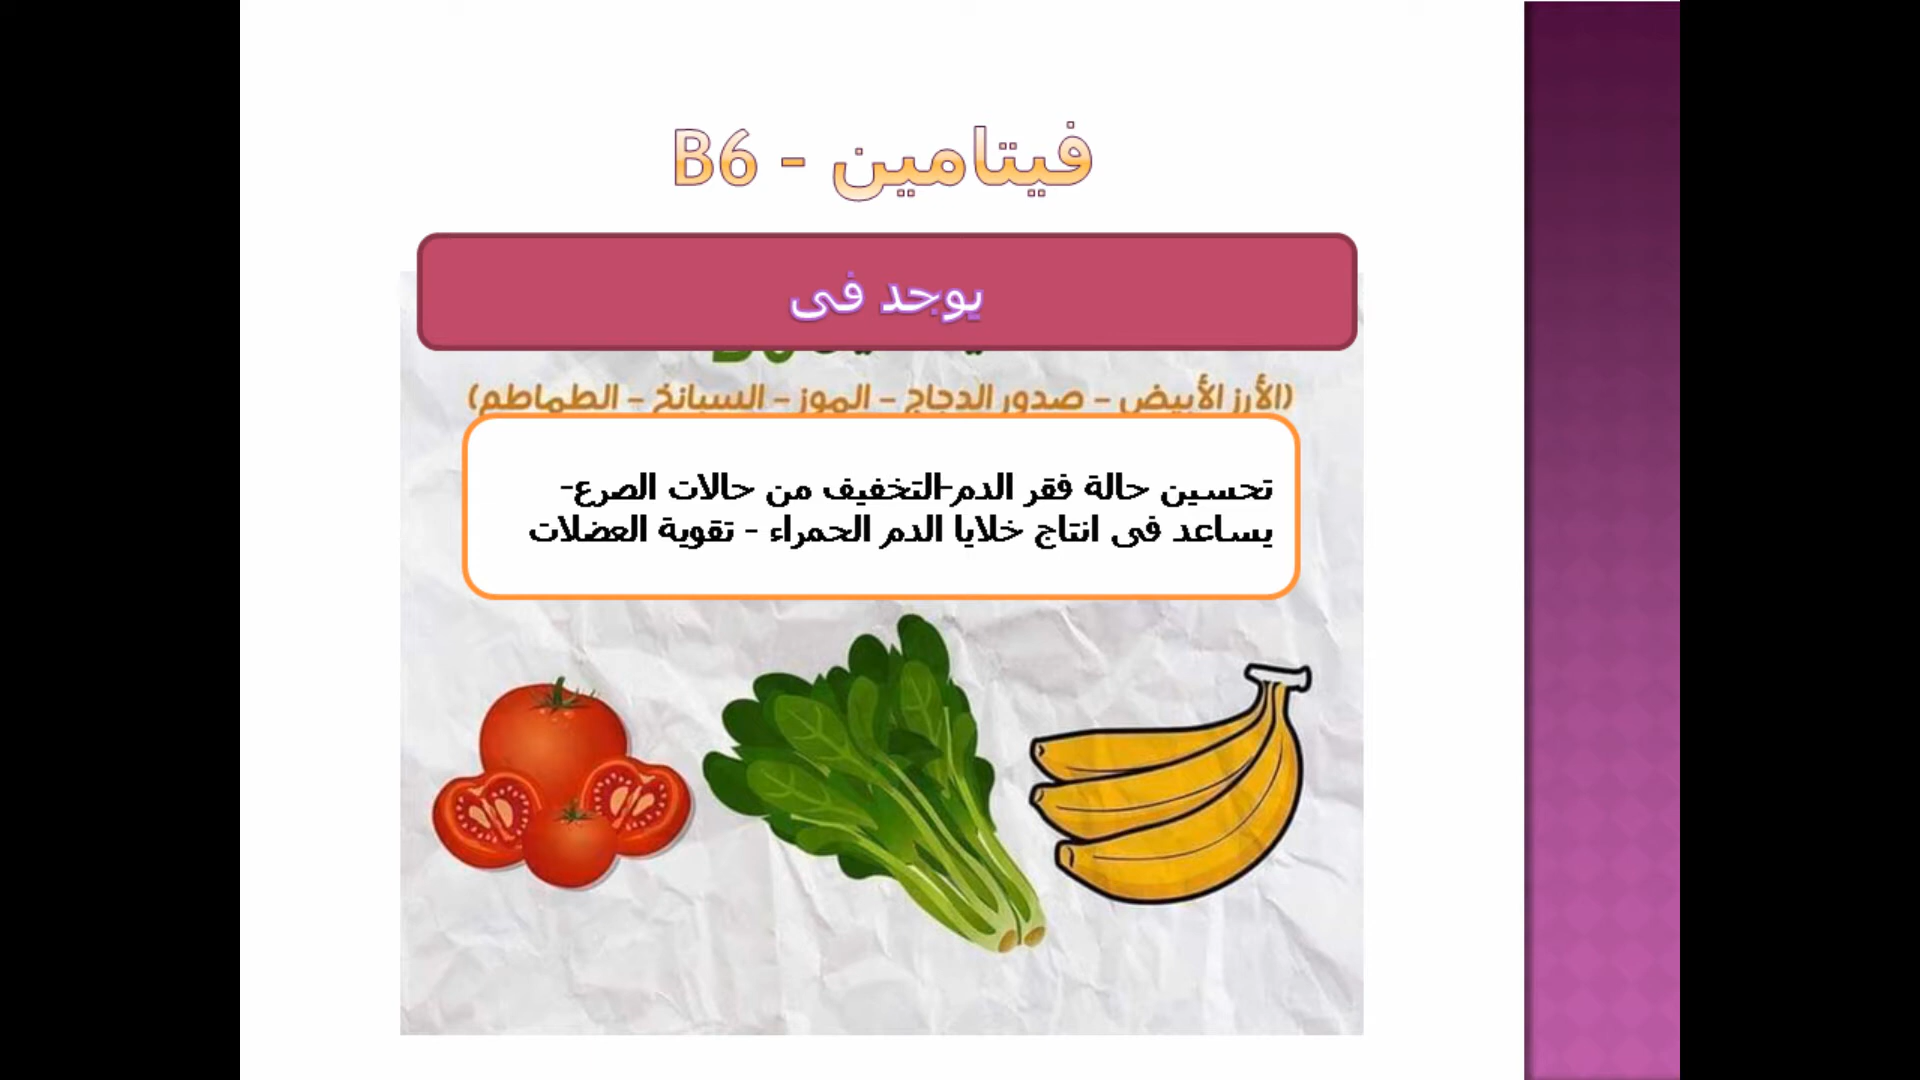 فيتامين - B6
يوجد فى
(الأرز الأبيض - صدور الدجاج - الموز - السبانخ - الطماطم)
تحسين حالة فقر الدم-التخفيف من حالات الصرع-
يساعد فى انتاج خلايا الدم الحمراء - تقوية العضلات